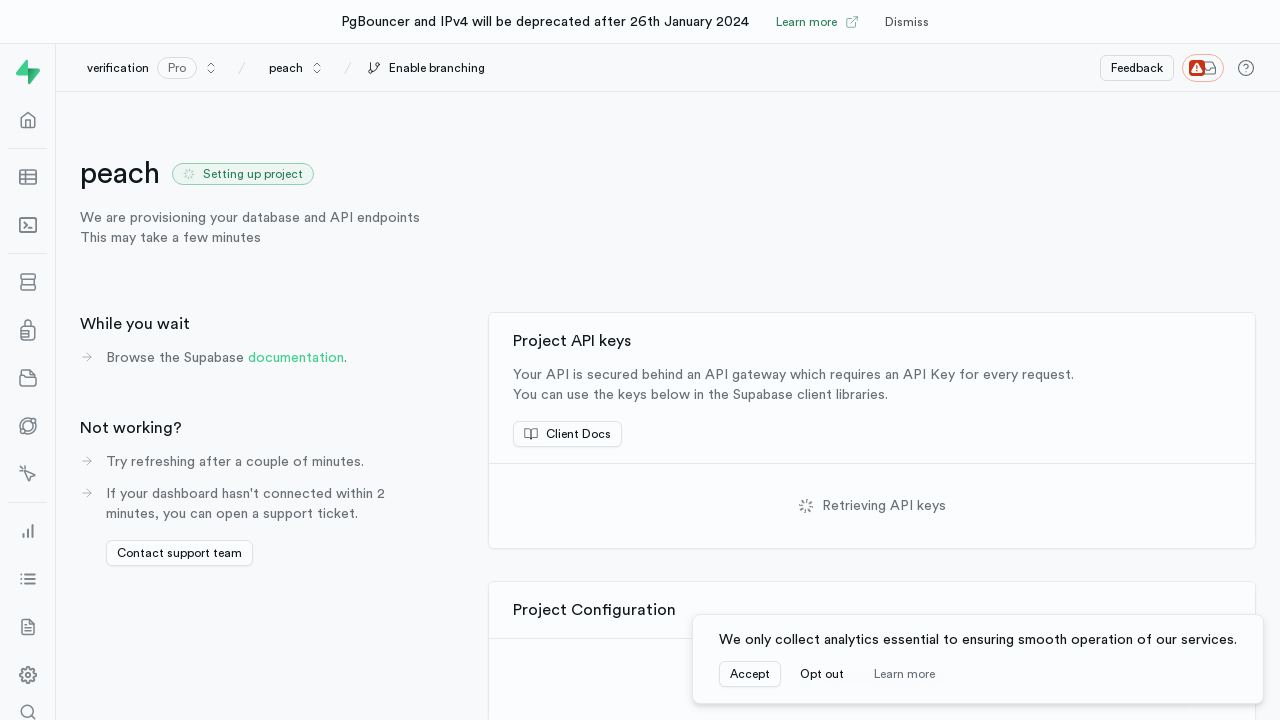 PgBouncer and IPv4 will be deprecated after 26th January 2024 Learn more Dismiss
verification Pro / peach / Enable branching Feedback
peach Setting up project
We are provisioning your database and API endpoints
This may take a few minutes
While you wait
Browse the Supabase documentation.
Not working?
Try refreshing after a couple of minutes.
If your dashboard hasn't connected within 2
minutes, you can open a support ticket.
Contact support team
Project API keys
Your API is secured behind an API gateway which requires an API Key for every request.
You can use the keys below in the Supabase client libraries.
Client Docs
Retrieving API keys
Project Configuration
We only collect analytics essential to ensuring smooth operation of our services.
Accept Opt out Learn more